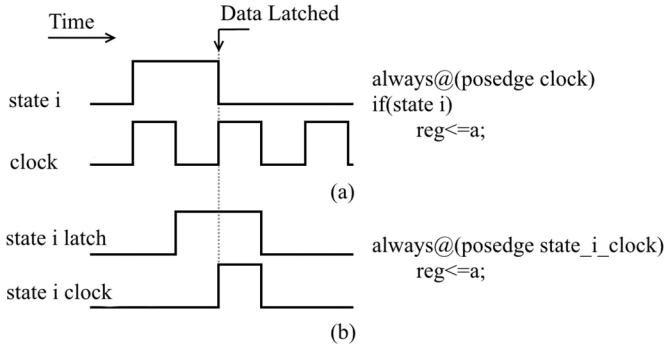 Time
Data Latched
state i
clock
always@(posedge clock)
if(state i)
reg<=a;
(a)
state i latch
state i clock
always@(posedge state_i_clock)
reg<=a;
(b)